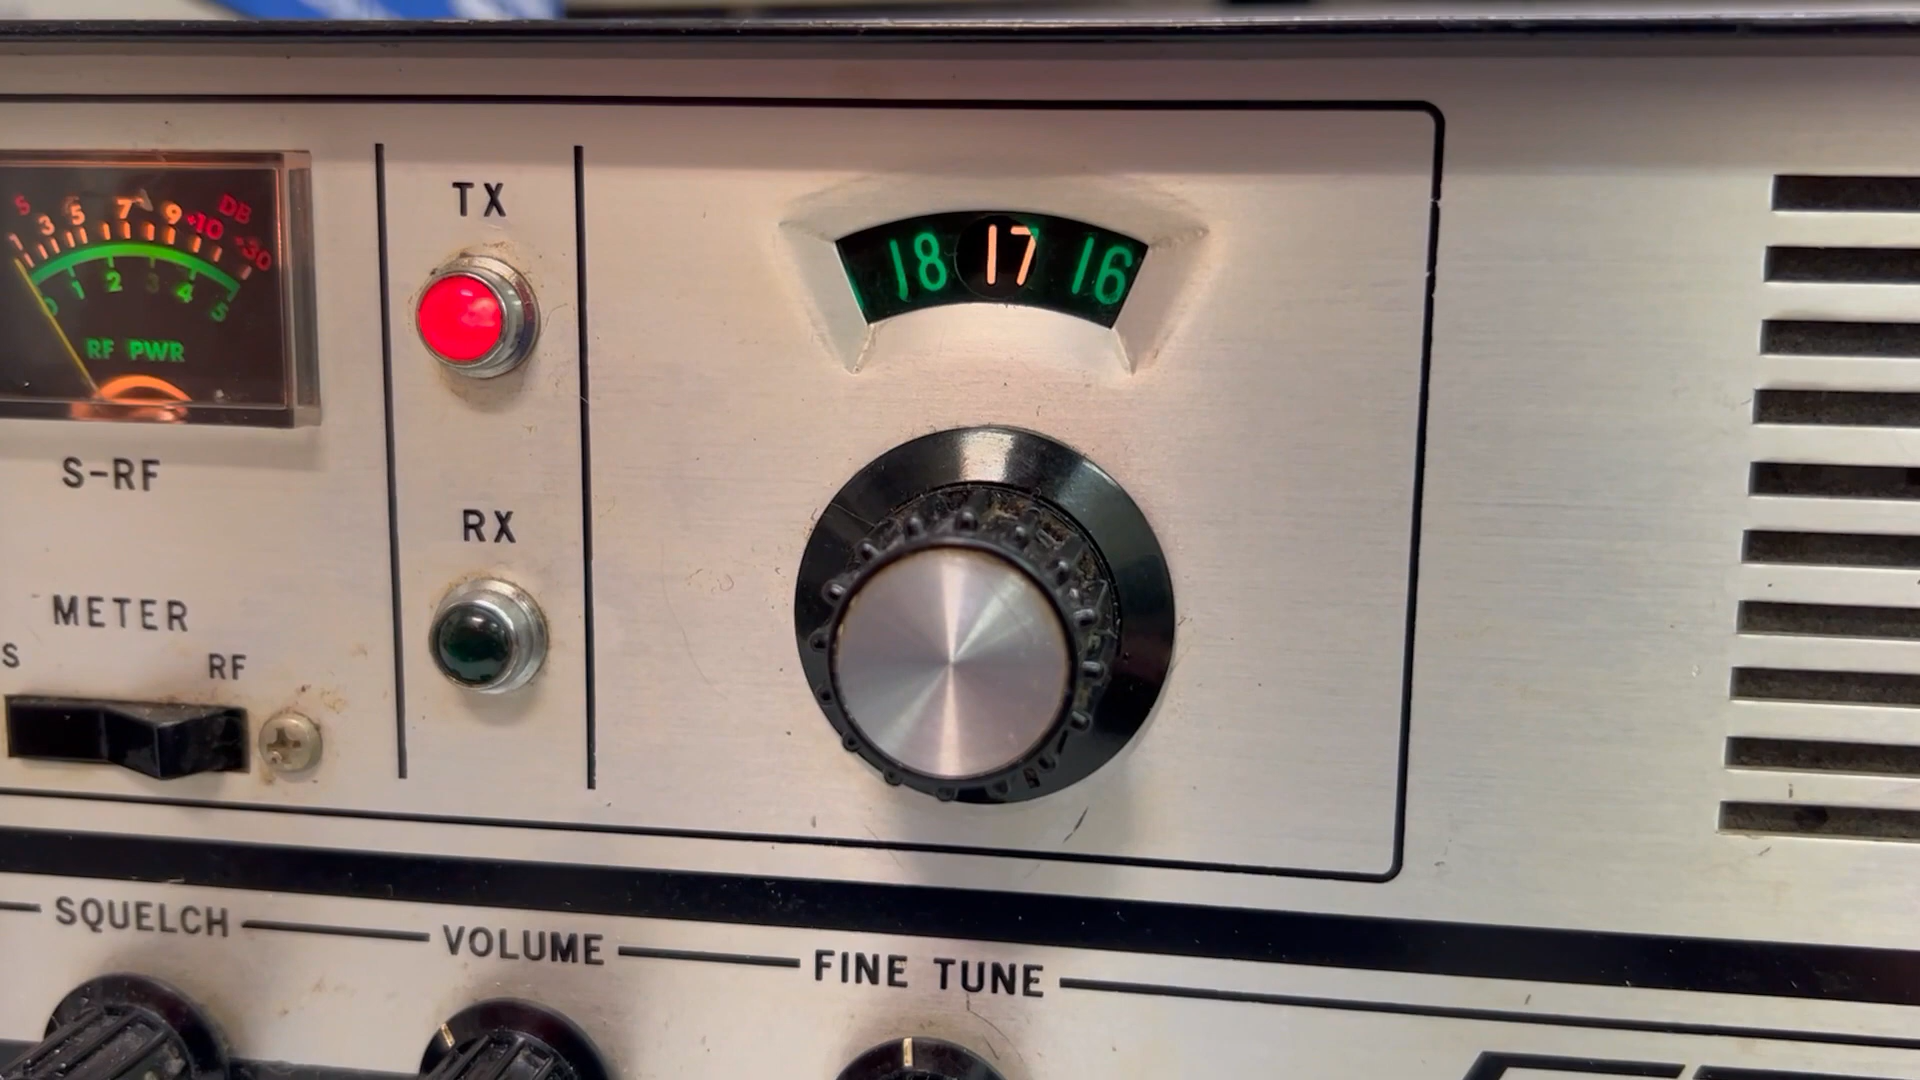 TX
18 17 16
5 DB
1 3 5 7 9 +10 +30
0 1 2 3 4 5
RF PWR
S-RF
RX
METER
S RF
SQUELCH
VOLUME
FINE TUNE